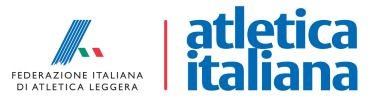 FEDERAZIONE ITALIANA
DI ATLETICA LEGGERA
atletica
italiana